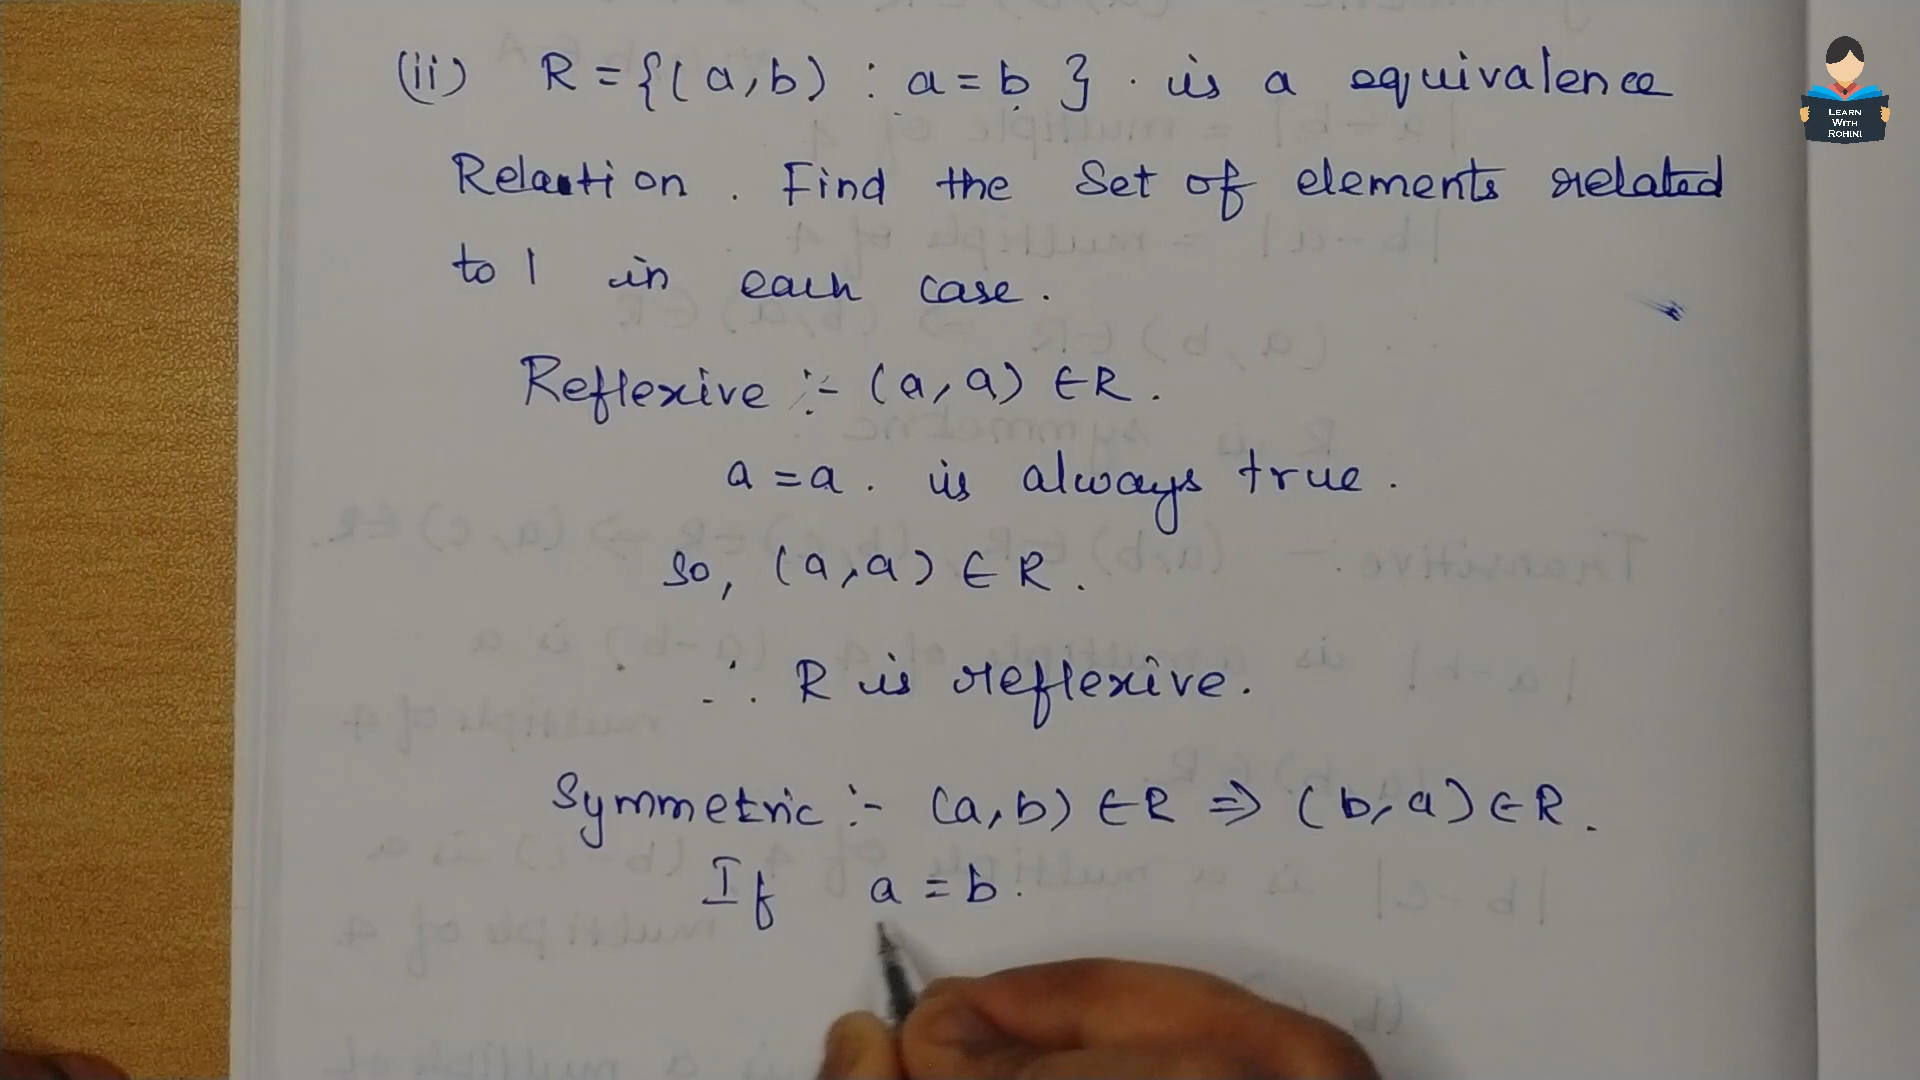 (ii) R = {(a,b) : a = b } . is a equivalence
Relation . Find the Set of elements related
to 1 in each case .
Reflexive :- (a, a) ∈ R .
a = a . is always true .
so, (a, a) ∈ R .
∴ R is reflexive .
Symmetric :- (a, b) ∈ R ⇒ (b, a) ∈ R .
If a = b .
LEARN
WITH
ROHINI